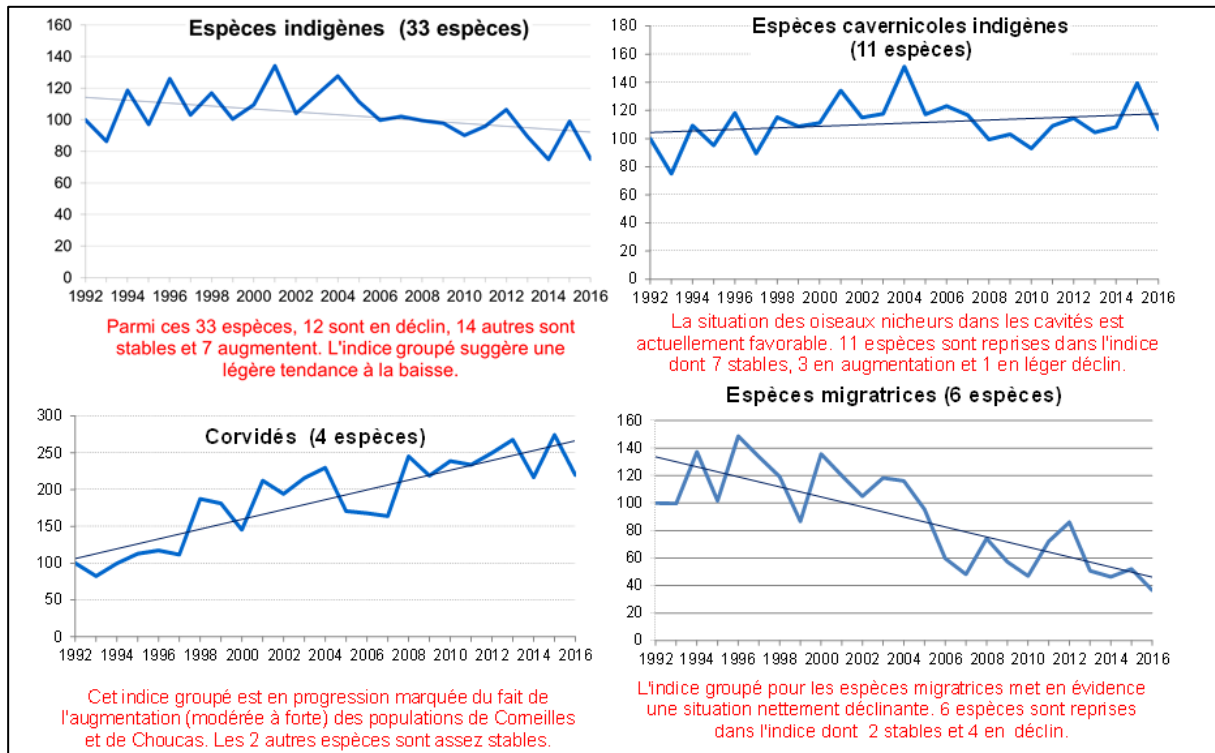 Espèces indigènes (33 espèces)
160
140
120
100
80
60
40
20
0
1992 1994 1996 1998 2000 2002 2004 2006 2008 2010 2012 2014 2016
Parmi ces 33 espèces, 12 sont en déclin, 14 autres sont
stables et 7 augmentent. L'indice groupé suggère une
légère tendance à la baisse.
Espèces cavernicoles indigènes
(11 espèces)
180
160
140
120
100
80
60
40
20
0
1992 1994 1996 1998 2000 2002 2004 2006 2008 2010 2012 2014 2016
La situation des oiseaux nicheurs dans les cavités est
actuellement favorable. 11 espèces sont reprises dans l'indice
dont 7 stables, 3 en augmentation et 1 en léger déclin.
Corvidés (4 espèces)
300
250
200
150
100
50
0
1992 1994 1996 1998 2000 2002 2004 2006 2008 2010 2012 2014 2016
Cet indice groupé est en progression marquée du fait de
l'augmentation (modérée à forte) des populations de Corneilles
et de Choucas. Les 2 autres espèces sont assez stables.
Espèces migratrices (6 espèces)
160
140
120
100
80
60
40
20
0
1992 1994 1996 1998 2000 2002 2004 2006 2008 2010 2012 2014 2016
L'indice groupé pour les espèces migratrices met en évidence
une situation nettement déclinante. 6 espèces sont reprises
dans l'indice dont 2 stables et 4 en déclin.